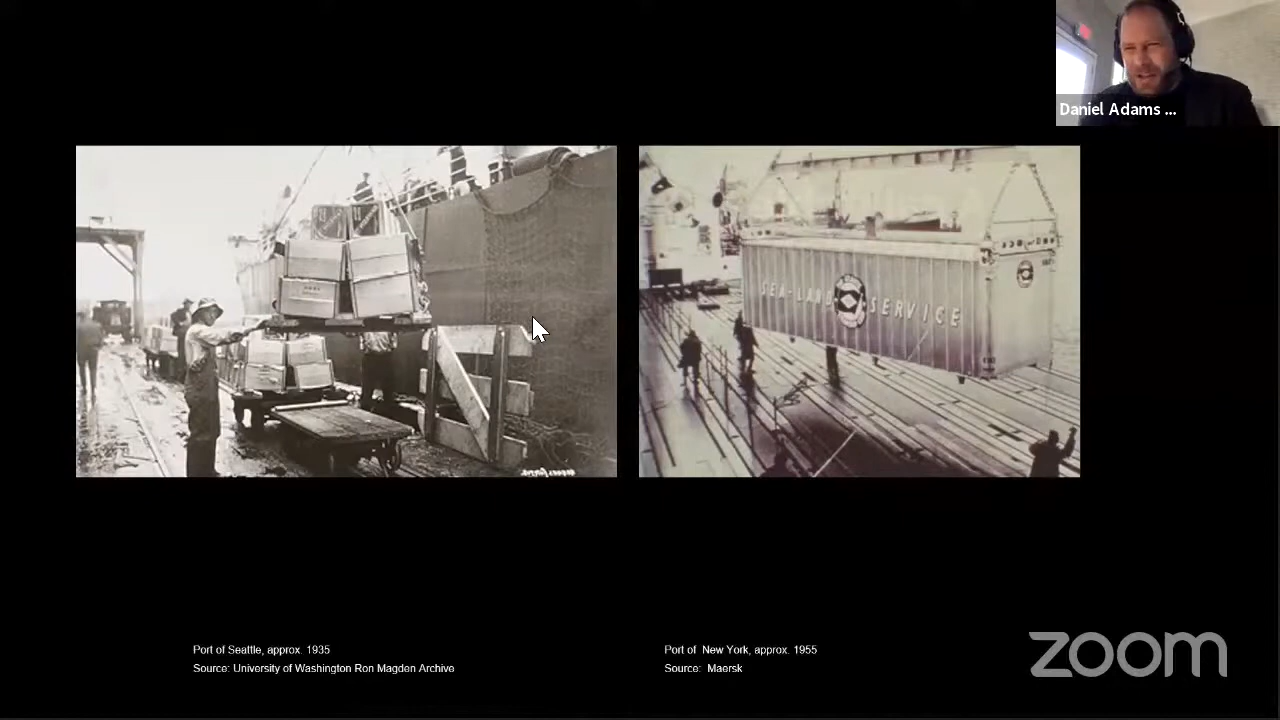 Daniel Adams ...
SEA-LAND SERVICE
Port of Seattle, approx. 1935
Source: University of Washington Ron Magden Archive
Port of New York, approx. 1955
Source: Maersk
zoom